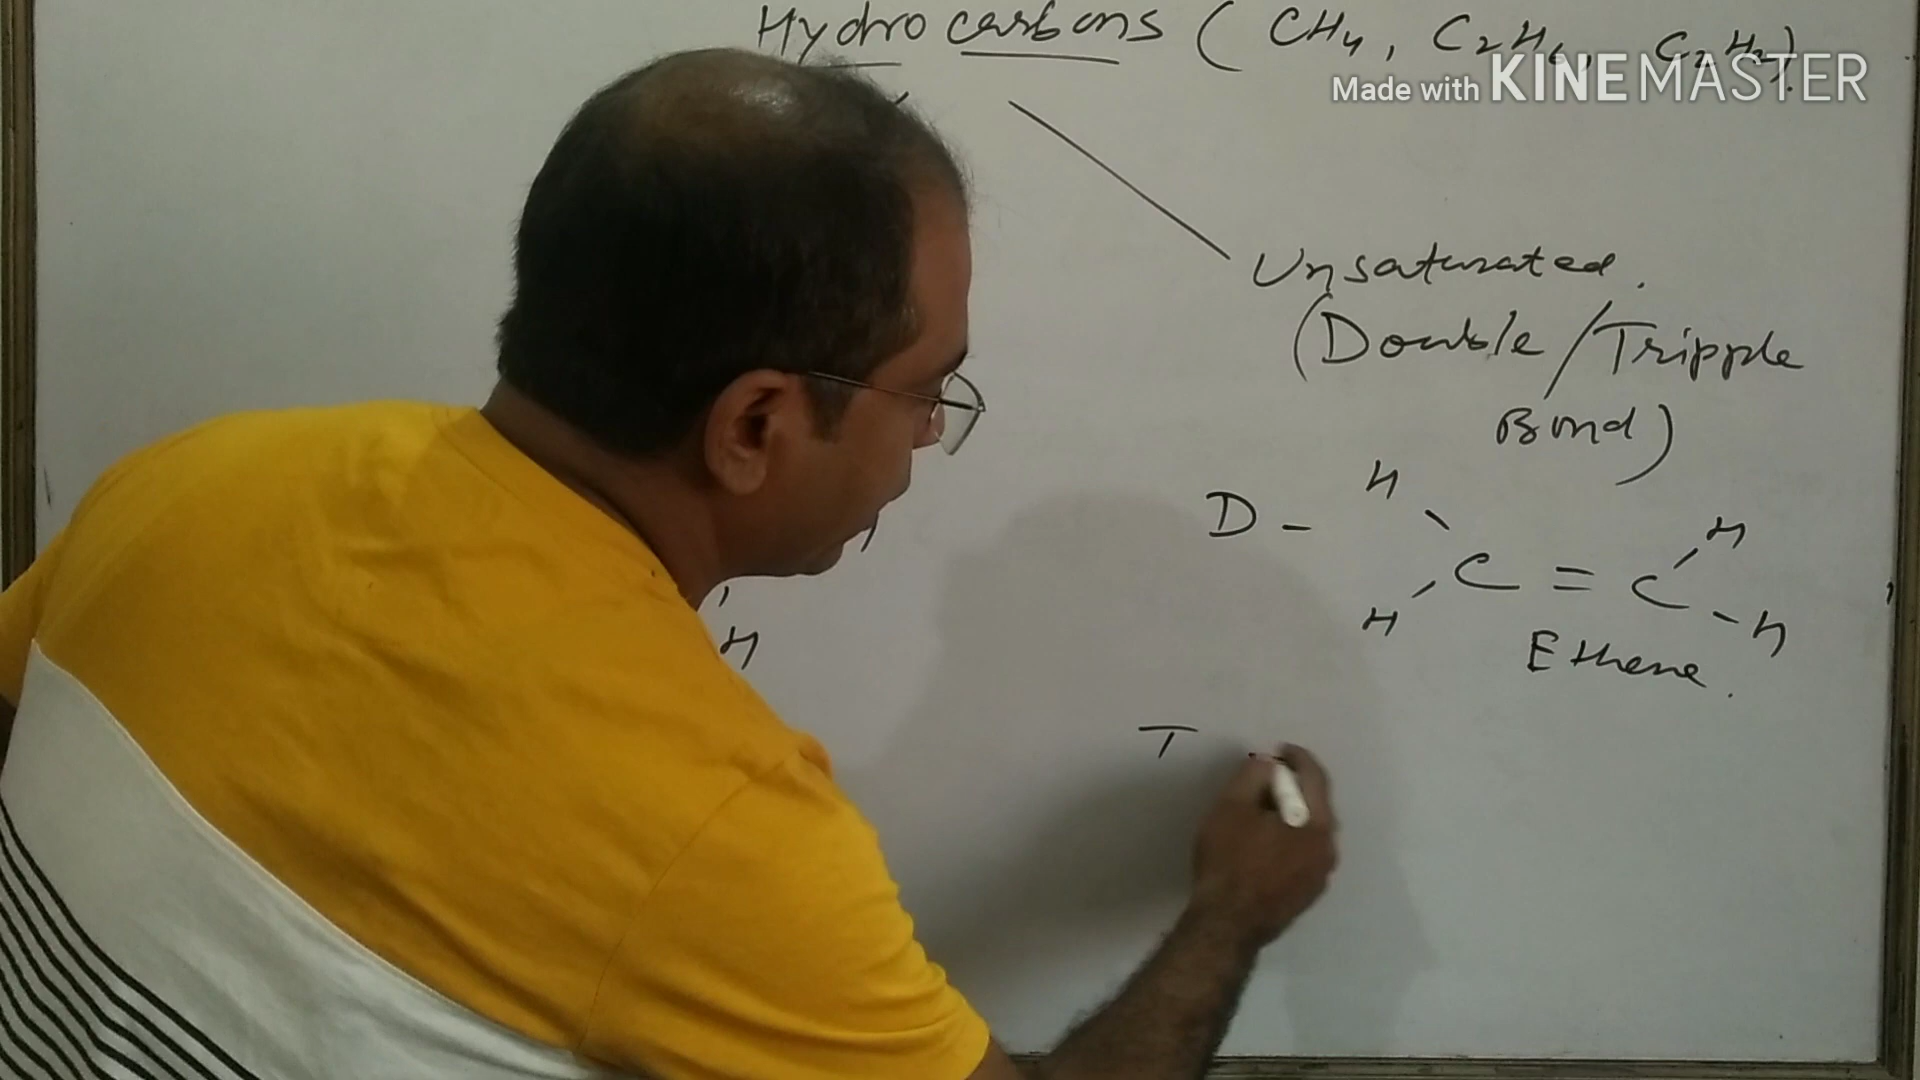 Hydrocarbons ( CH4, C2H6, C2H2)
Made with KINEMASTER
Unsaturated.
(Double/Tripple
Bond)
H
D -
H
C = C
H
H
Ethene.
H
T -